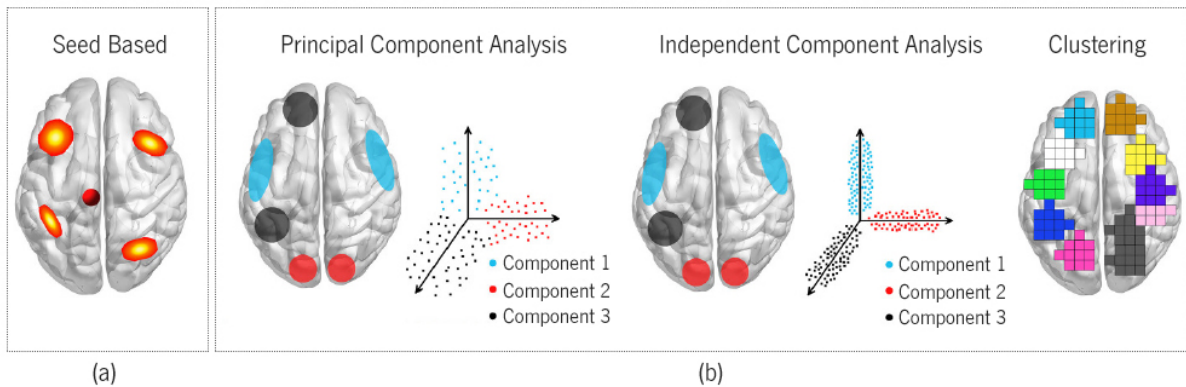 Seed Based
Principal Component Analysis
Independent Component Analysis
Clustering
Component 1
Component 2
Component 3
Component 1
Component 2
Component 3
(a)
(b)